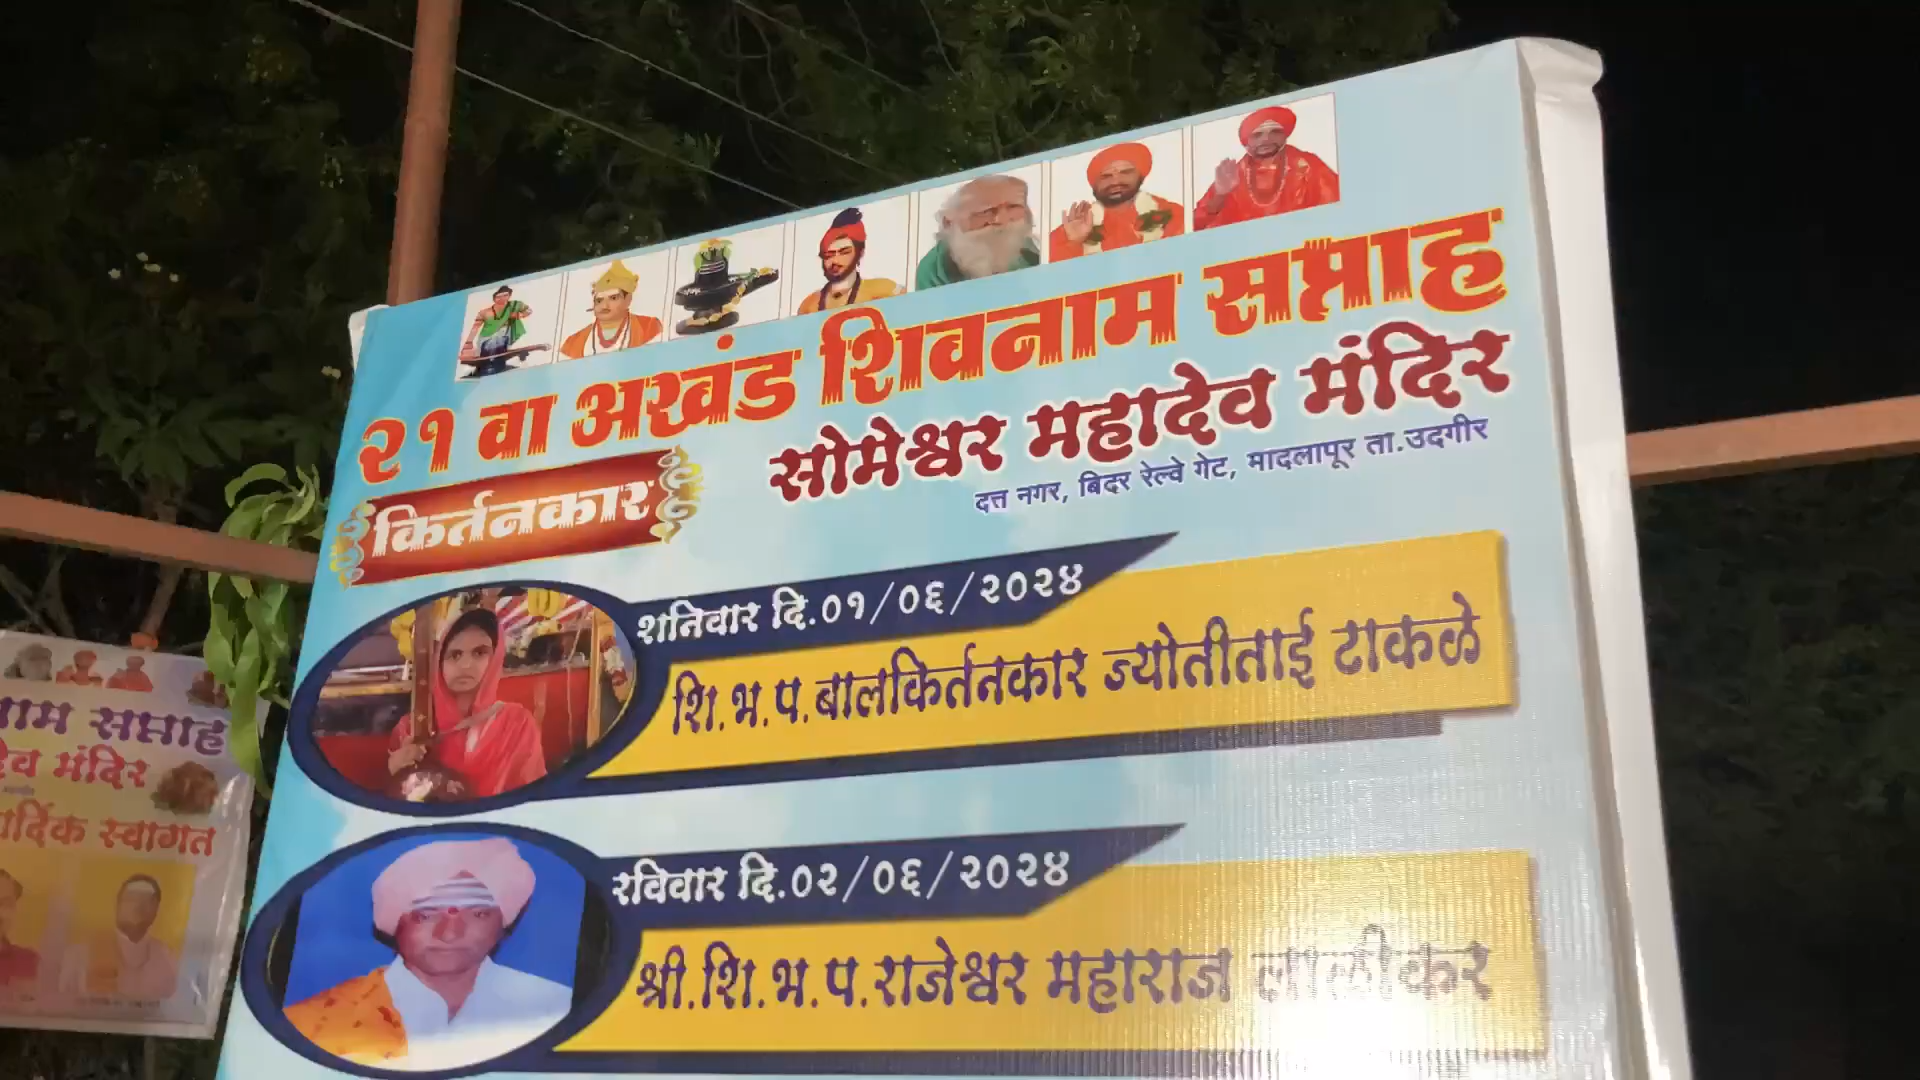 २१ वा अखंड शिवनाम सप्ताह
सोमेश्वर महादेव मंदिर
दत्त नगर, बिदर रेल्वे गेट, मादलापूर ता.उदगीर
किर्तनकार
शनिवार दि.०१/०६/२०२४
शि.भ.प.बालकिर्तनकार ज्योतीताई टाकळे
रविवार दि.०२/०६/२०२४
श्री.शि.भ.प.राजेश्वर महाराज लाळीकर
नाम सप्ताह
देव मंदिर
र्दिक स्वागत